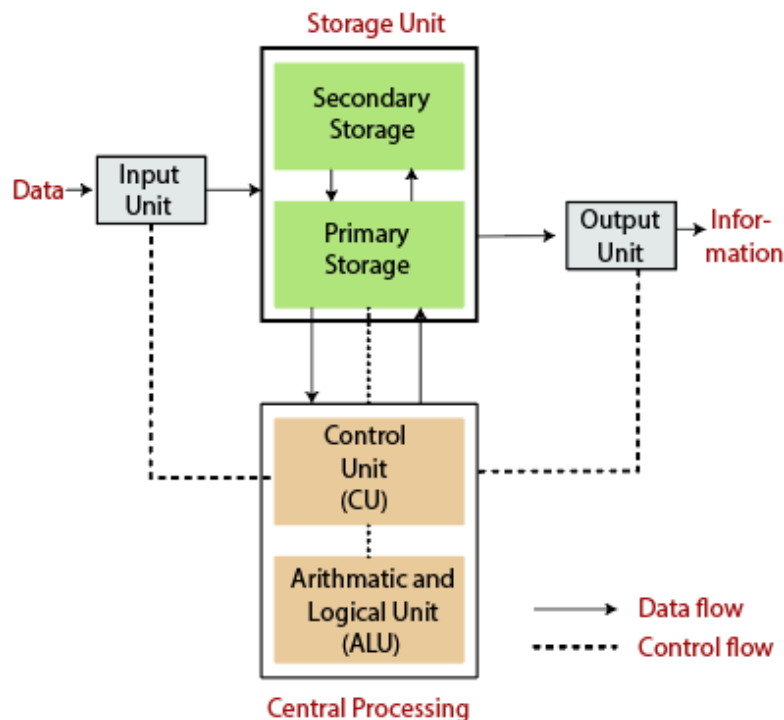 Storage Unit
Secondary
Storage
Data
Input
Unit
Primary
Storage
Output
Unit
Infor-
mation
Control
Unit
(CU)
Arithmatic and
Logical Unit
(ALU)
Data flow
Control flow
Central Processing